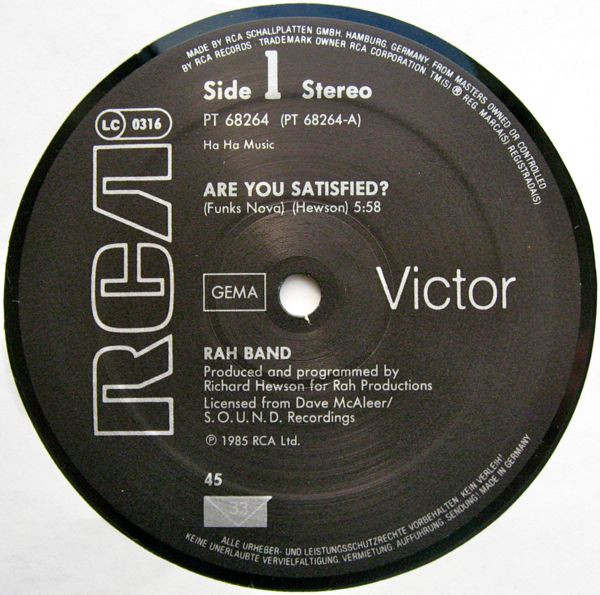 MADE BY RCA SCHALLPLATTEN GMBH, HAMBURG, GERMANY, FROM MASTERS OWNED OR CONTROLLED
BY RCA RECORDS · TRADEMARK OWNER RCA CORPORATION, TM(S) ® REG. MARCA(S) REGISTRADA(S)
Side 1 Stereo
PT 68264 (PT 68264-A)
LC 0316
Ha Ha Music
RCA
ARE YOU SATISFIED?
(Funks Nova) (Hewson) 5:58
GEMA
Victor
RAH BAND
Produced and programmed by
Richard Hewson for Rah Productions
Licensed from Dave McAleer/
S.O.U.N.D. Recordings
℗ 1985 RCA Ltd.
45
33
ALLE URHEBER- UND LEISTUNGSSCHUTZRECHTE VORBEHALTEN, KEIN VERLEIH!
KEINE UNERLAUBTE VERVIELFÄLTIGUNG, VERMIETUNG, AUFFÜHRUNG, SENDUNG! MADE IN GERMANY